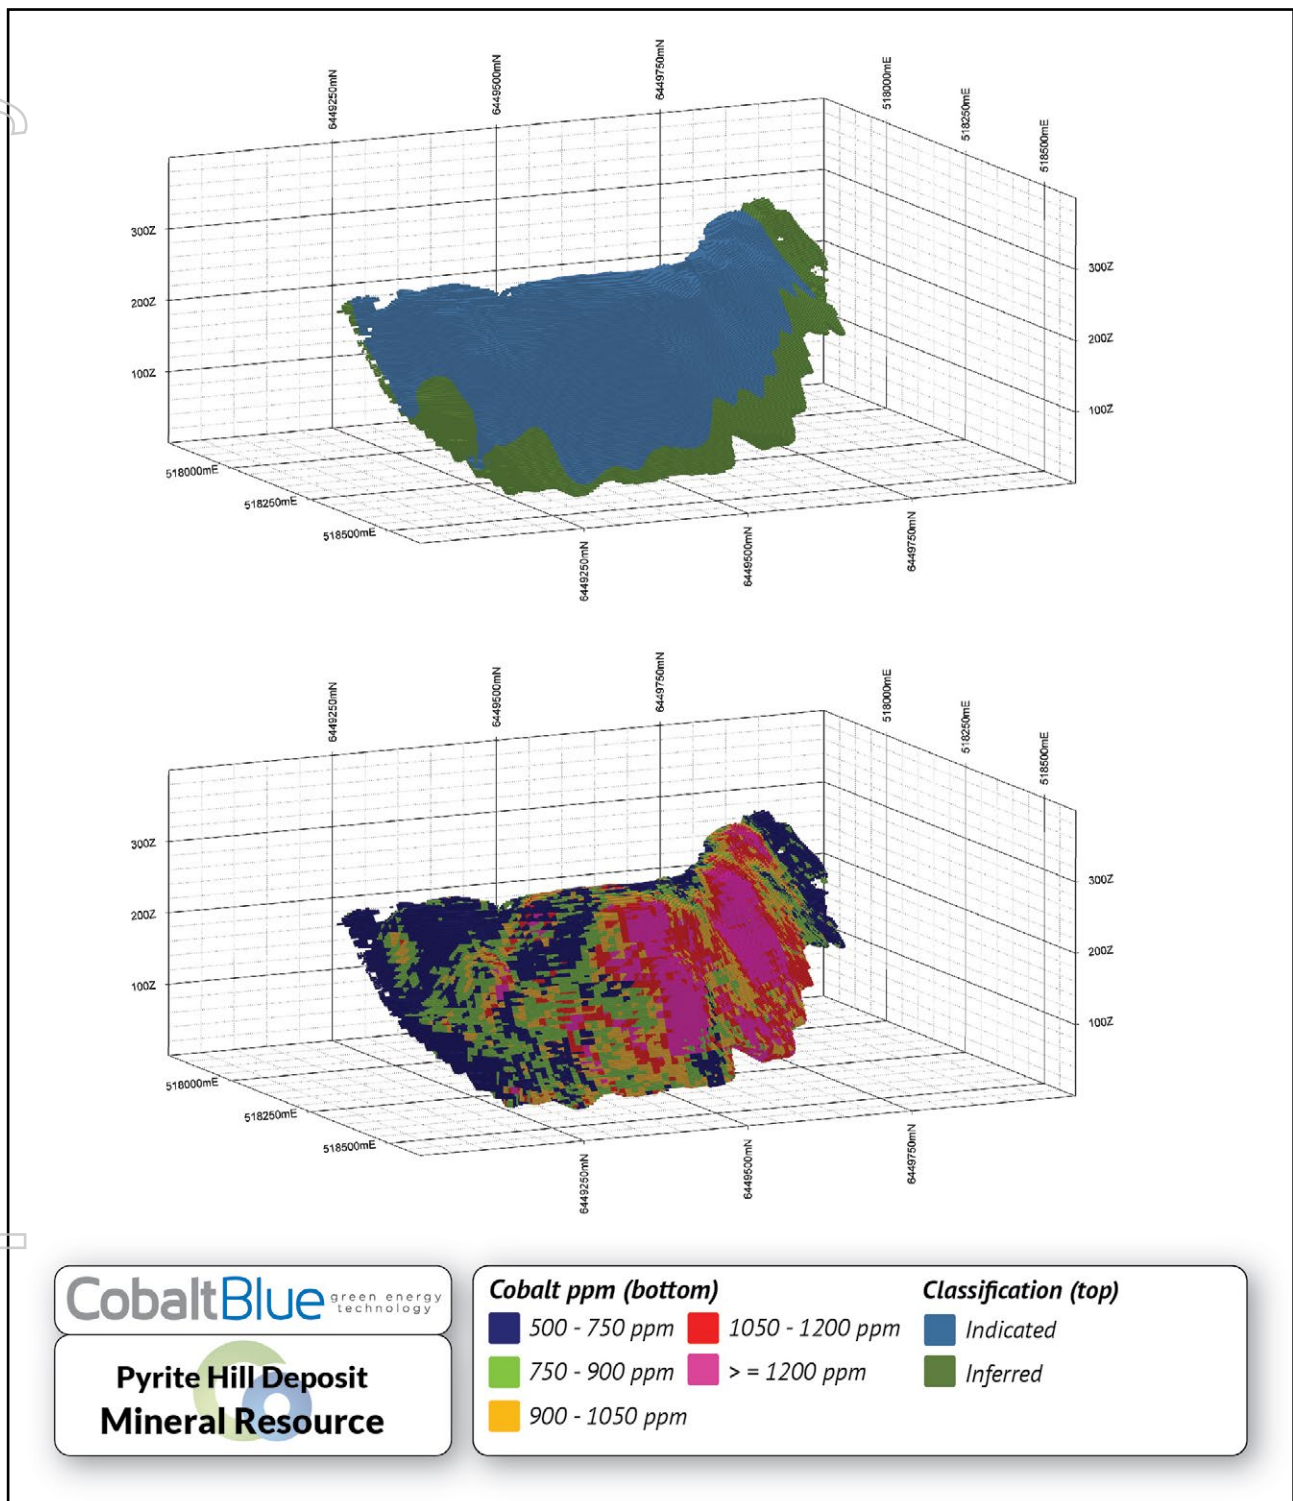 6449250mN
6449500mN
6449750mN
518000mE
518250mE
518500mE
300Z
200Z
100Z
300Z
200Z
100Z
518000mE
518250mE
518500mE
6449250mN
6449500mN
6449750mN
6449250mN
6449500mN
6449750mN
518000mE
518250mE
518500mE
300Z
200Z
100Z
300Z
200Z
100Z
518000mE
518250mE
518500mE
6449250mN
6449500mN
6449750mN
CobaltBlue green energy technology
Pyrite Hill Deposit
Mineral Resource
Cobalt ppm (bottom)
500 - 750 ppm
750 - 900 ppm
900 - 1050 ppm
1050 - 1200 ppm
> = 1200 ppm
Classification (top)
Indicated
Inferred